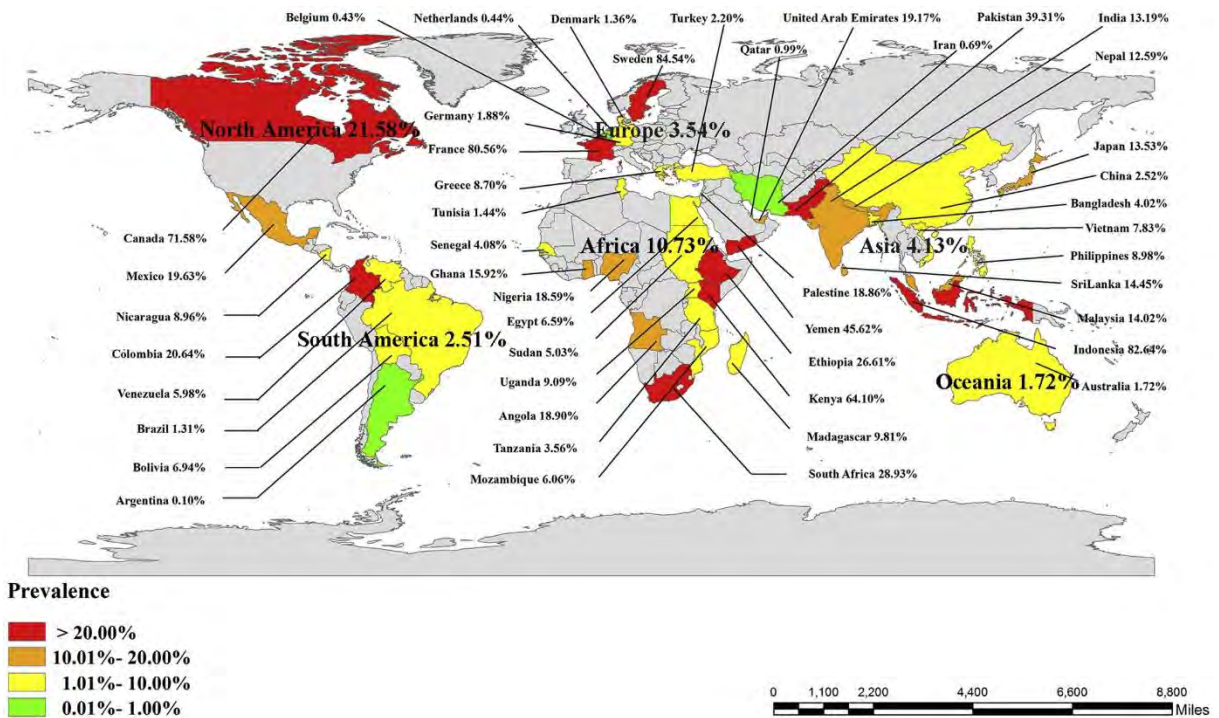 Belgium 0.43%
Netherlands 0.44%
Denmark 1.36%
Turkey 2.20%
United Arab Emirates 19.17%
Pakistan 39.31%
India 13.19%
Qatar 0.99%
Iran 0.69%
Nepal 12.59%
Sweden 84.54%
North America 21.58%
Germany 1.88%
Europe 3.54%
France 80.56%
Japan 13.53%
Greece 8.70%
China 2.52%
Tunisia 1.44%
Bangladesh 4.02%
Canada 71.58%
Senegal 4.08%
Africa 10.73%
Asia 4.13%
Vietnam 7.83%
Mexico 19.63%
Ghana 15.92%
Philippines 8.98%
Nigeria 18.59%
Palestine 18.86%
SriLanka 14.45%
Nicaragua 8.96%
Egypt 6.59%
Yemen 45.62%
Malaysia 14.02%
South America 2.51%
Colombia 20.64%
Sudan 5.03%
Ethiopia 26.61%
Indonesia 82.64%
Venezuela 5.98%
Uganda 9.09%
Kenya 64.10%
Oceania 1.72%
Australia 1.72%
Brazil 1.31%
Angola 18.90%
Madagascar 9.81%
Bolivia 6.94%
Tanzania 3.56%
South Africa 28.93%
Argentina 0.10%
Mozambique 6.06%
Prevalence
> 20.00%
10.01%- 20.00%
1.01%- 10.00%
0.01%- 1.00%
0 1,100 2,200 4,400 6,600 8,800
Miles